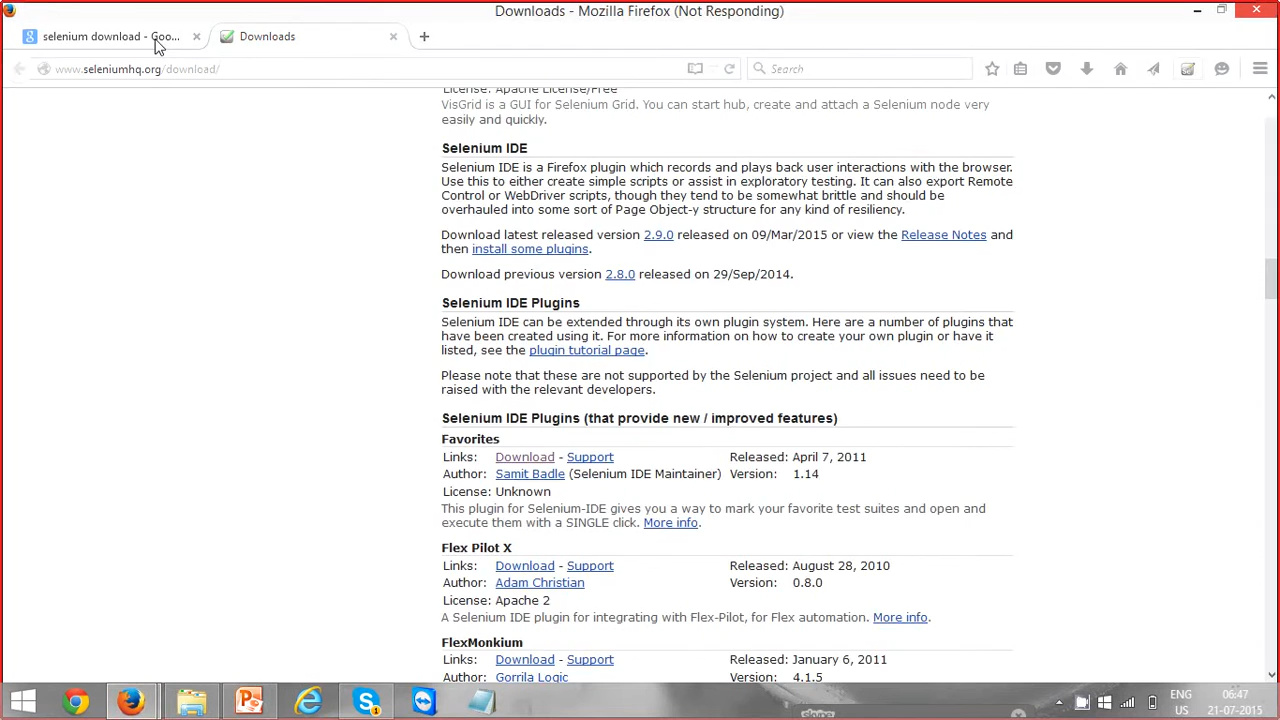 Downloads - Mozilla Firefox (Not Responding)
selenium download - Goo...
Downloads
www.seleniumhq.org/download/
Search
License: Apache License/Free
VisGrid is a GUI for Selenium Grid. You can start hub, create and attach a Selenium node very
easily and quickly.
Selenium IDE
Selenium IDE is a Firefox plugin which records and plays back user interactions with the browser.
Use this to either create simple scripts or assist in exploratory testing. It can also export Remote
Control or WebDriver scripts, though they tend to be somewhat brittle and should be
overhauled into some sort of Page Object-y structure for any kind of resiliency.
Download latest released version 2.9.0 released on 09/Mar/2015 or view the Release Notes and
then install some plugins.
Download previous version 2.8.0 released on 29/Sep/2014.
Selenium IDE Plugins
Selenium IDE can be extended through its own plugin system. Here are a number of plugins that
have been created using it. For more information on how to create your own plugin or have it
listed, see the plugin tutorial page.
Please note that these are not supported by the Selenium project and all issues need to be
raised with the relevant developers.
Selenium IDE Plugins (that provide new / improved features)
Favorites
Links: Download - Support Released: April 7, 2011
Author: Samit Badle (Selenium IDE Maintainer) Version: 1.14
License: Unknown
This plugin for Selenium-IDE gives you a way to mark your favorite test suites and open and
execute them with a SINGLE click. More info.
Flex Pilot X
Links: Download - Support Released: August 28, 2010
Author: Adam Christian Version: 0.8.0
License: Apache 2
A Selenium IDE plugin for integrating with Flex-Pilot, for Flex automation. More info.
FlexMonkium
Links: Download - Support Released: January 6, 2011
Author: Gorrila Logic Version: 4.1.5
ENG 06:47
US 21-07-2015